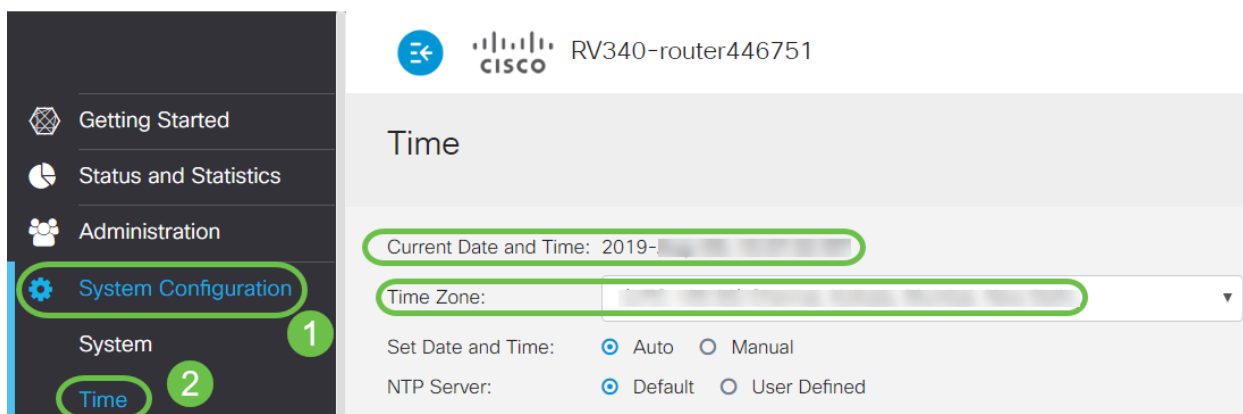 CISCO RV340-router446751
Getting Started
Status and Statistics
Administration
System Configuration
1
System
Time
2
Time
Current Date and Time: 2019-
Time Zone:
Set Date and Time: Auto Manual
NTP Server: Default User Defined